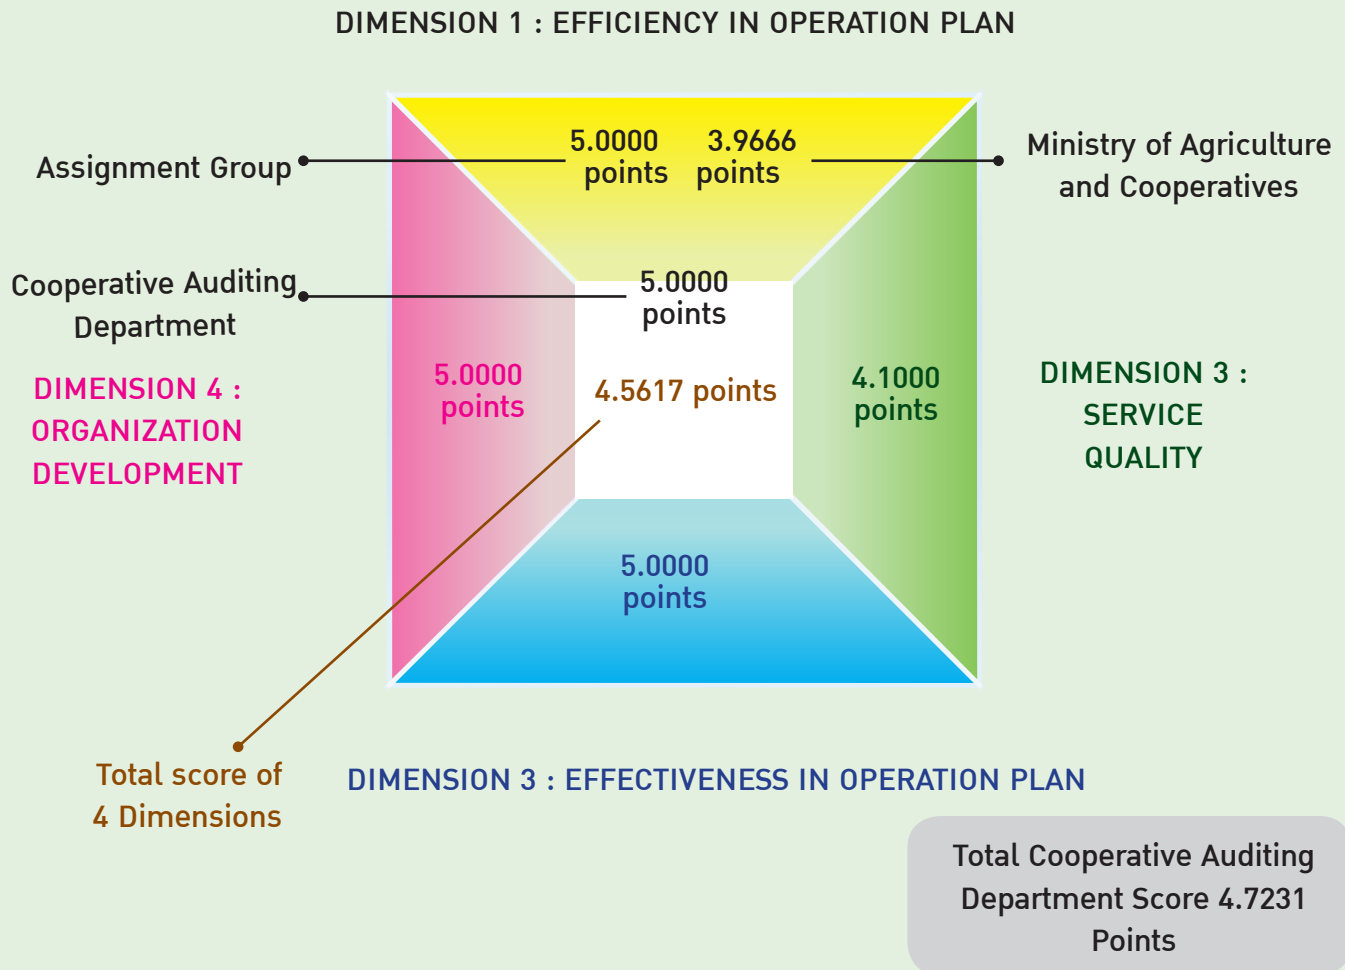 DIMENSION 1 : EFFICIENCY IN OPERATION PLAN
Assignment Group
5.0000
points
3.9666
points
Ministry of Agriculture
and Cooperatives
Cooperative Auditing
Department
5.0000
points
DIMENSION 4 :
ORGANIZATION
DEVELOPMENT
5.0000
points
4.5617 points
4.1000
points
DIMENSION 3 :
SERVICE
QUALITY
5.0000
points
Total score of
4 Dimensions
DIMENSION 3 : EFFECTIVENESS IN OPERATION PLAN
Total Cooperative Auditing
Department Score 4.7231
Points